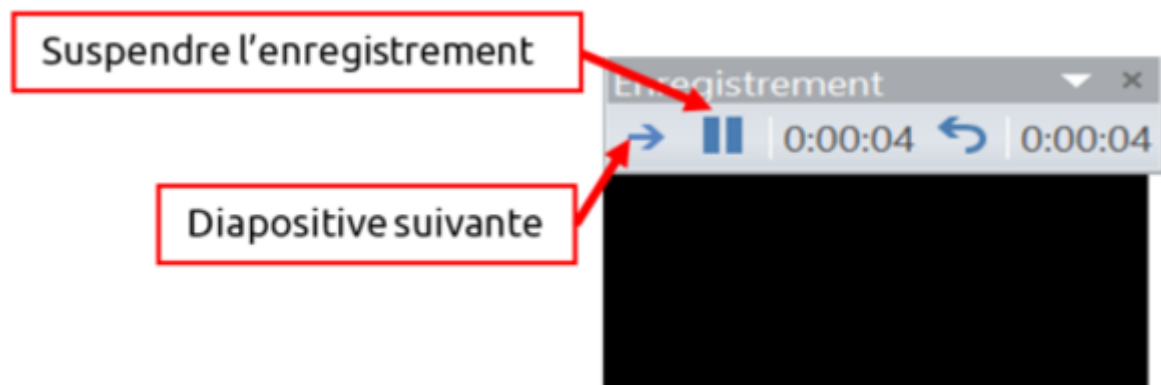 Suspendre l’enregistrement
Enregistrement
0:00:04 0:00:04
Diapositive suivante